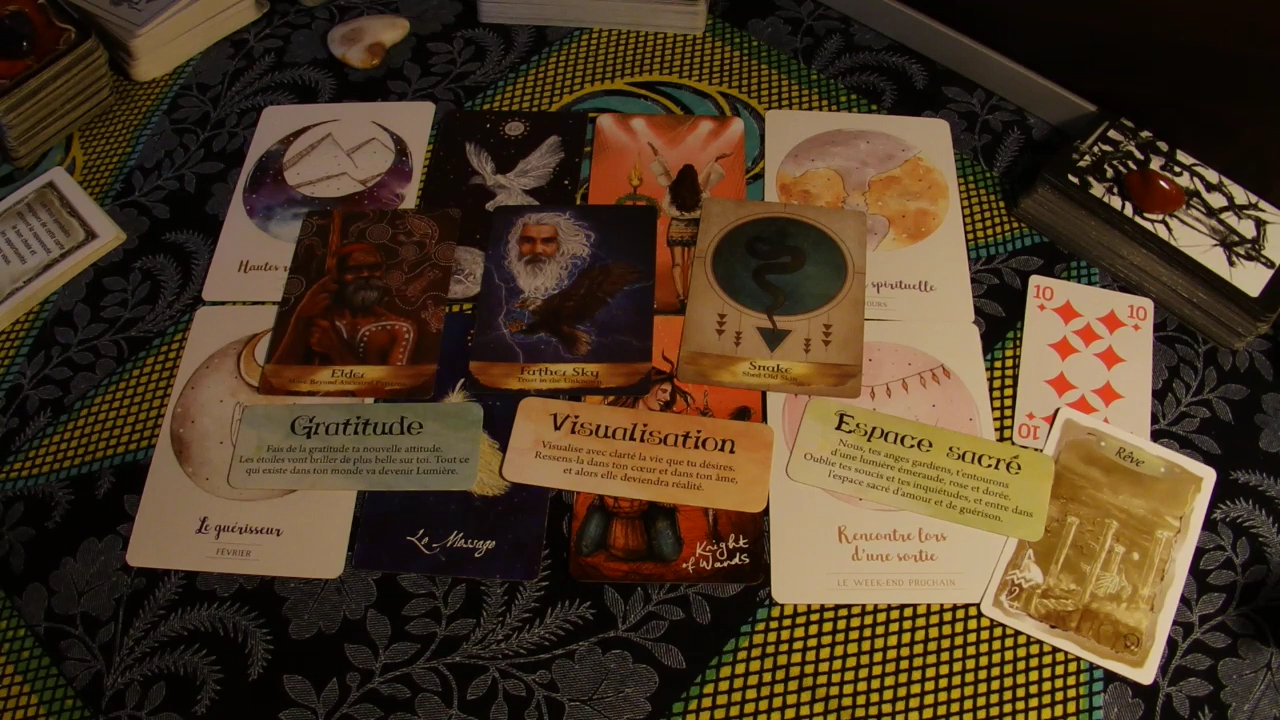 Hautes
spirituelle
Elder
Move Beyond Ancestral
Father Sky
Trust in the Unknown
Snake
Shed Old Skin
10
10
10
Gratitude
Fais de la gratitude ta nouvelle attitude.
Les étoiles vont briller de plus belle sur toi. Tout ce
qui existe dans ton monde va devenir Lumière.
Visualisation
Visualise avec clarté la vie que tu désires.
Ressens-la dans ton cœur et dans ton âme,
et alors elle deviendra réalité.
Espace sacré
Nous, tes anges gardiens, t'entourons
d'une lumière émeraude, rose et dorée.
Oublie tes soucis et tes inquiétudes, et entre dans
l'espace sacré d'amour et de guérison.
Rêve
Le guérisseur
FÉVRIER
Le Message
Knight
of Wands
Rencontre lors
d'une sortie
LE WEEK-END PROCHAIN